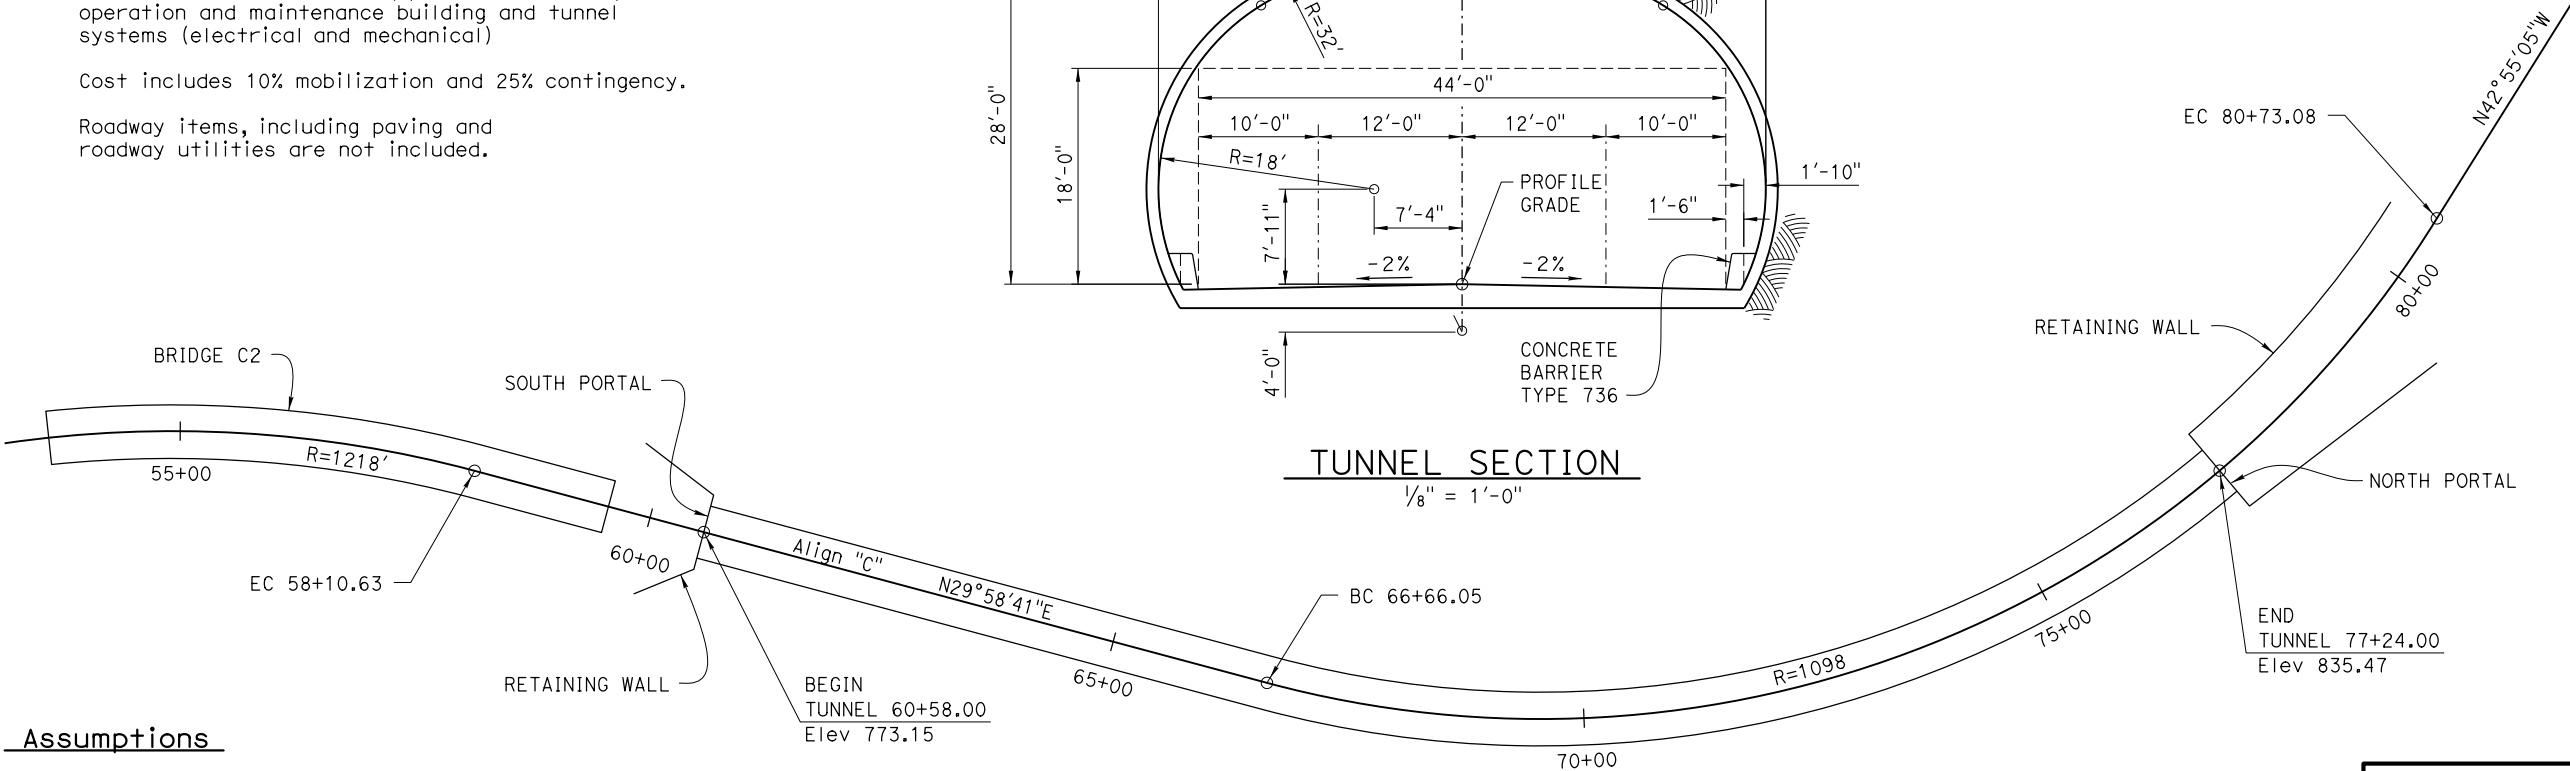 operation and maintenance building and tunnel
systems (electrical and mechanical)
Cost includes 10% mobilization and 25% contingency.
Roadway items, including paving and
roadway utilities are not included.
R=32'
28'-0"
18'-0"
44'-0"
10'-0" 12'-0" 12'-0" 10'-0"
R=18'
7'-11"
7'-4"
PROFILE
GRADE
1'-10"
1'-6"
-2% -2%
4'-0"
CONCRETE
BARRIER
TYPE 736
TUNNEL SECTION
1/8" = 1'-0"
N42°55'05"W
EC 80+73.08
80+00
RETAINING WALL
NORTH PORTAL
BRIDGE C2
SOUTH PORTAL
R=1218'
55+00
EC 58+10.63
60+00
Align "C"
N29°58'41"E
BC 66+66.05
RETAINING WALL
BEGIN
TUNNEL 60+58.00
Elev 773.15
65+00
70+00
R=1098
75+00
END
TUNNEL 77+24.00
Elev 835.47
Assumptions